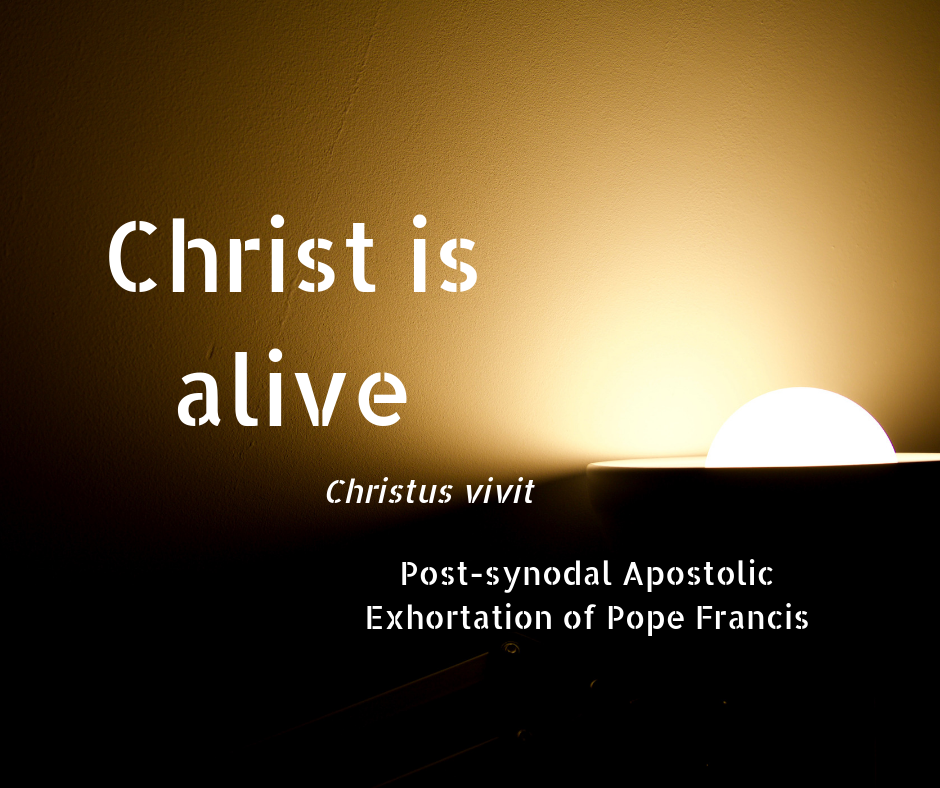 Christ is
alive
Christus vivit
Post-synodal Apostolic
Exhortation of Pope Francis